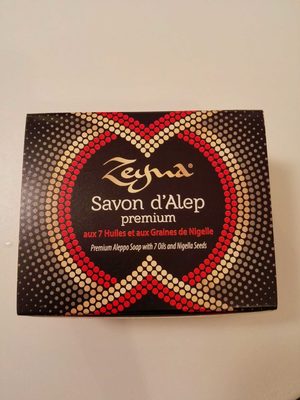 Zeyna®
Savon d'Alep
premium
aux 7 Huiles et aux Graines de Nigelle
Premium Aleppo Soap with 7 Oils and Nigella Seeds